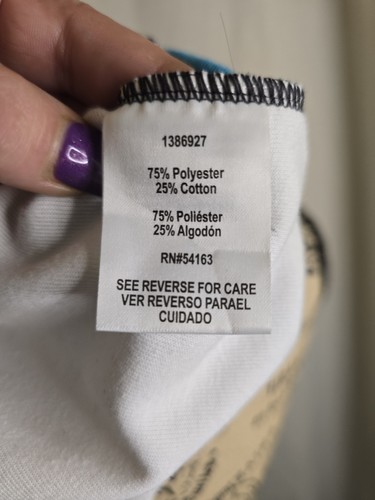 1386927
75% Polyester
25% Cotton
75% Poliéster
25% Algodón
RN#54163
SEE REVERSE FOR CARE
VER REVERSO PARAEL
CUIDADO